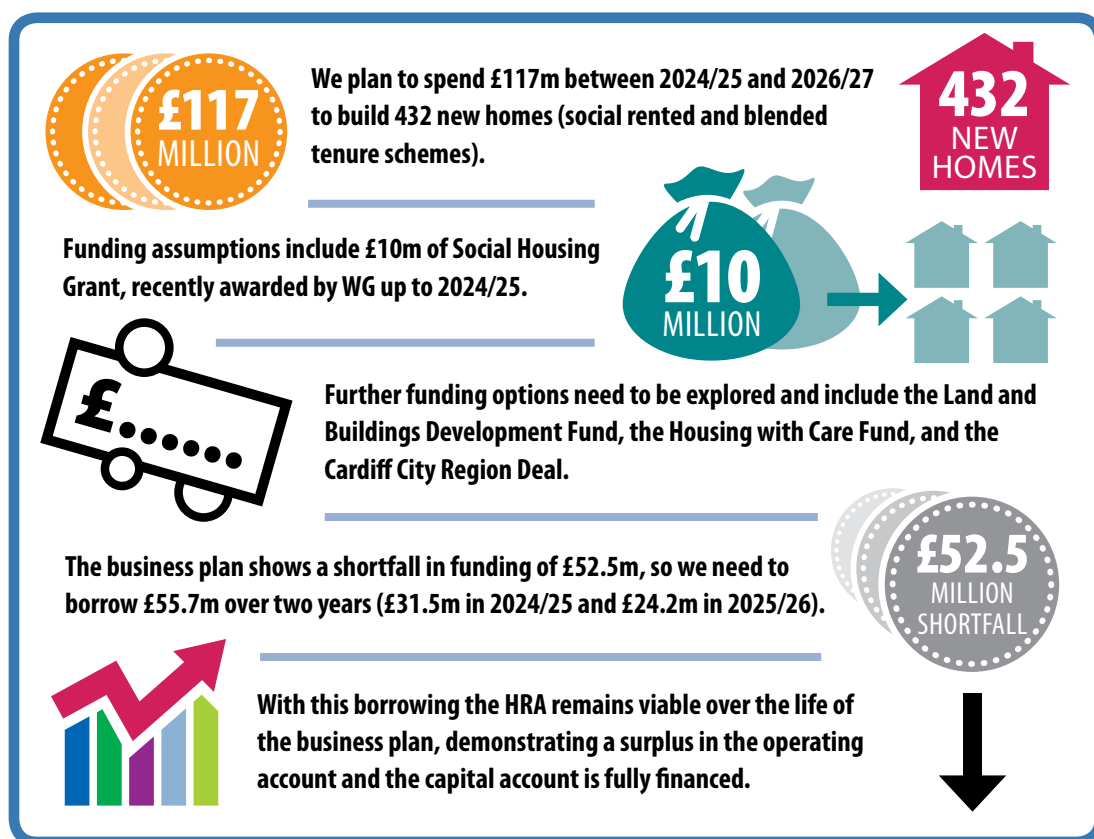 £117
MILLION
We plan to spend £117m between 2024/25 and 2026/27
to build 432 new homes (social rented and blended
tenure schemes).
432
NEW
HOMES
Funding assumptions include £10m of Social Housing
Grant, recently awarded by WG up to 2024/25.
£10
MILLION
£......
Further funding options need to be explored and include the Land and
Buildings Development Fund, the Housing with Care Fund, and the
Cardiff City Region Deal.
The business plan shows a shortfall in funding of £52.5m, so we need to
borrow £55.7m over two years (£31.5m in 2024/25 and £24.2m in 2025/26).
£52.5
MILLION
SHORTFALL
With this borrowing the HRA remains viable over the life of
the business plan, demonstrating a surplus in the operating
account and the capital account is fully financed.